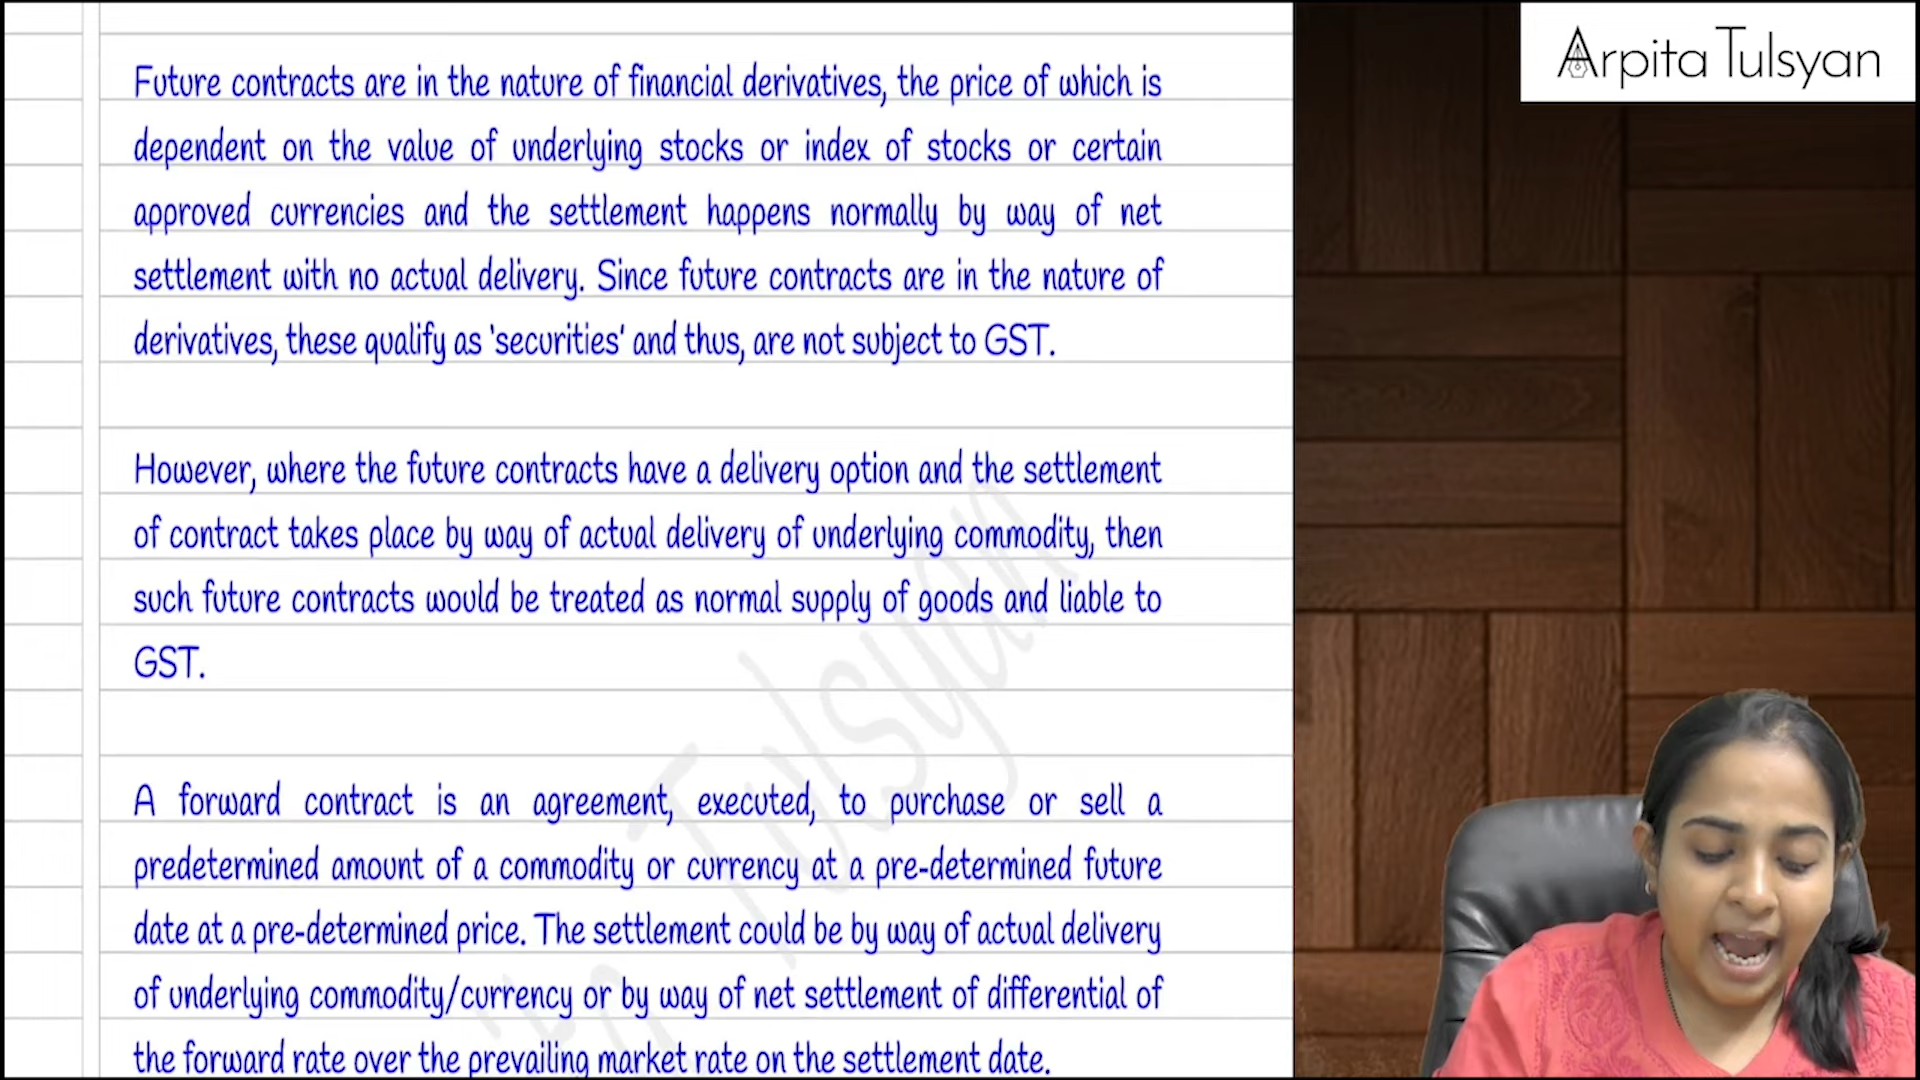 Arpita Tulsyan
Future contracts are in the nature of financial derivatives, the price of which is
dependent on the value of underlying stocks or index of stocks or certain
approved currencies and the settlement happens normally by way of net
settlement with no actual delivery. Since future contracts are in the nature of
derivatives, these qualify as 'securities' and thus, are not subject to GST.
However, where the future contracts have a delivery option and the settlement
of contract takes place by way of actual delivery of underlying commodity, then
such future contracts would be treated as normal supply of goods and liable to
GST.
A forward contract is an agreement, executed, to purchase or sell a
predetermined amount of a commodity or currency at a pre-determined future
date at a pre-determined price. The settlement could be by way of actual delivery
of underlying commodity/currency or by way of net settlement of differential of
the forward rate over the prevailing market rate on the settlement date.
Tulsyan